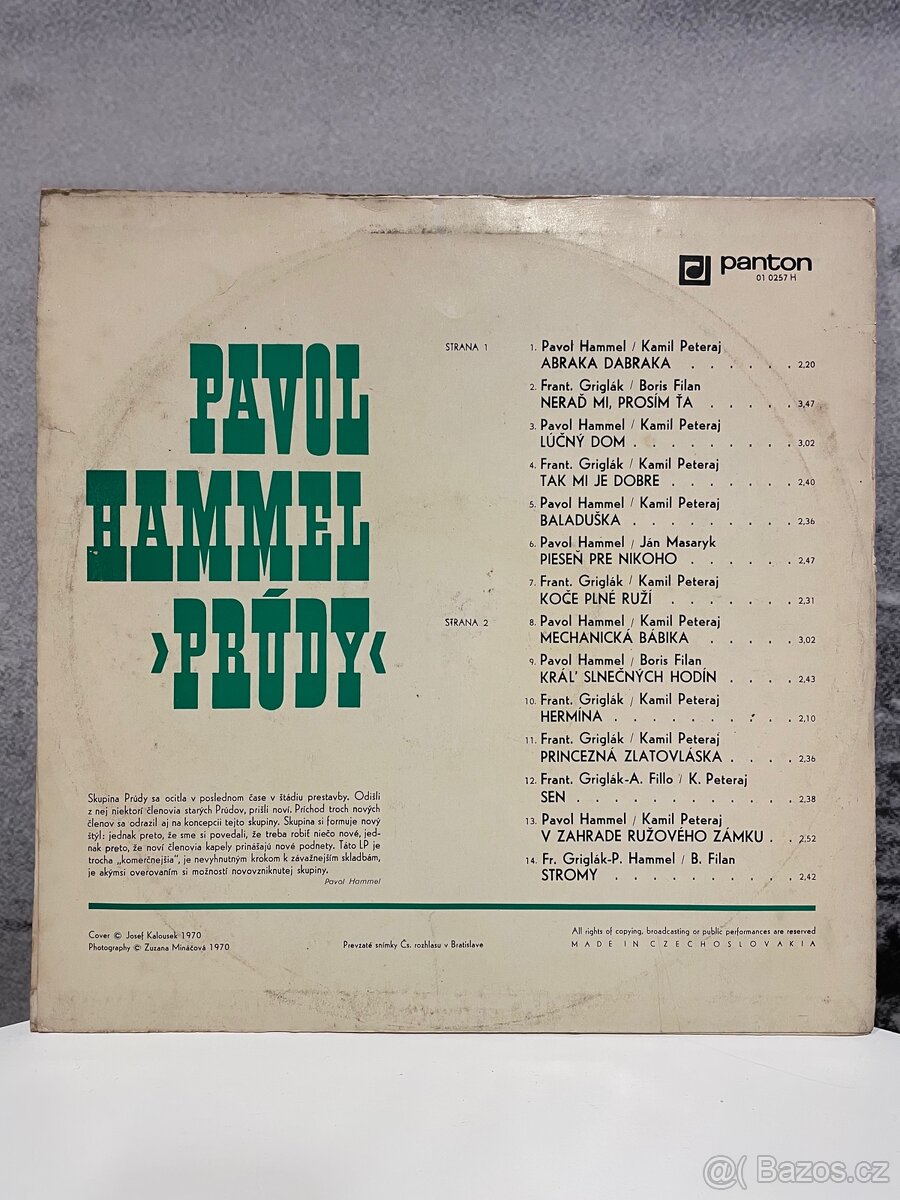 panton
01 0257 H
PAVOL
HAMMEL
›PRÚDY‹
STRANA 1
1. Pavol Hammel / Kamil Peteraj
ABRAKA DABRAKA . . . . . 2,20
2. Frant. Griglák / Boris Filan
NERAĎ MI, PROSÍM ŤA . . . . . 3,47
3. Pavol Hammel / Kamil Peteraj
LÚČNÝ DOM . . . . . . . . . 3,02
4. Frant. Griglák / Kamil Peteraj
TAK MI JE DOBRE . . . . . . . 2,40
5. Pavol Hammel / Kamil Peteraj
BALADUŠKA . . . . . . . . . 2,36
6. Pavol Hammel / Ján Masaryk
PIESEŇ PRE NIKOHO . . . . . . 2,47
7. Frant. Griglák / Kamil Peteraj
KOČE PLNÉ RUŽÍ . . . . . . . 2,31
STRANA 2
8. Pavol Hammel / Kamil Peteraj
MECHANICKÁ BÁBIKA . . . . . 3,02
9. Pavol Hammel / Boris Filan
KRÁĽ SLNEČNÝCH HODÍN . . . . 2,43
10. Frant. Griglák / Kamil Peteraj
HERMÍNA . . . . . . . . . . 2,10
11. Frant. Griglák / Kamil Peteraj
PRINCEZNÁ ZLATOVLÁSKA . . . . 2,36
12. Frant. Griglák-A. Fillo / K. Peteraj
SEN . . . . . . . . . . . . 2,38
13. Pavol Hammel / Kamil Peteraj
V ZAHRADE RUŽOVÉHO ZÁMKU . . 2,52
14. Fr. Griglák-P. Hammel / B. Filan
STROMY . . . . . . . . . . 2,42
Skupina Prúdy sa ocitla v poslednom čase v štádiu prestavby. Odišli
z nej niektorí členovia starých Prúdov, prišli noví. Príchod troch nových
členov sa odrazil aj na koncepcii tejto skupiny. Skupina si formuje nový
štýl: jednak preto, že sme si povedali, že treba robiť niečo nové, jed-
nak preto, že noví členovia kapely prinášajú nové podnety. Táto LP je
trocha „komerčnejšia", je nevyhnutným krokom k závažnejším skladbám,
je akýmsi overovaním si možností novovzniknutej skupiny.
Pavol Hammel
Cover © Josef Kalousek 1970
Photography © Zuzana Mináčová 1970
Prevzaté snímky Čs. rozhlasu v Bratislave
All rights of copying, broadcasting or public performances are reserved
MADE IN CZECHOSLOVAKIA
@( Bazos.cz